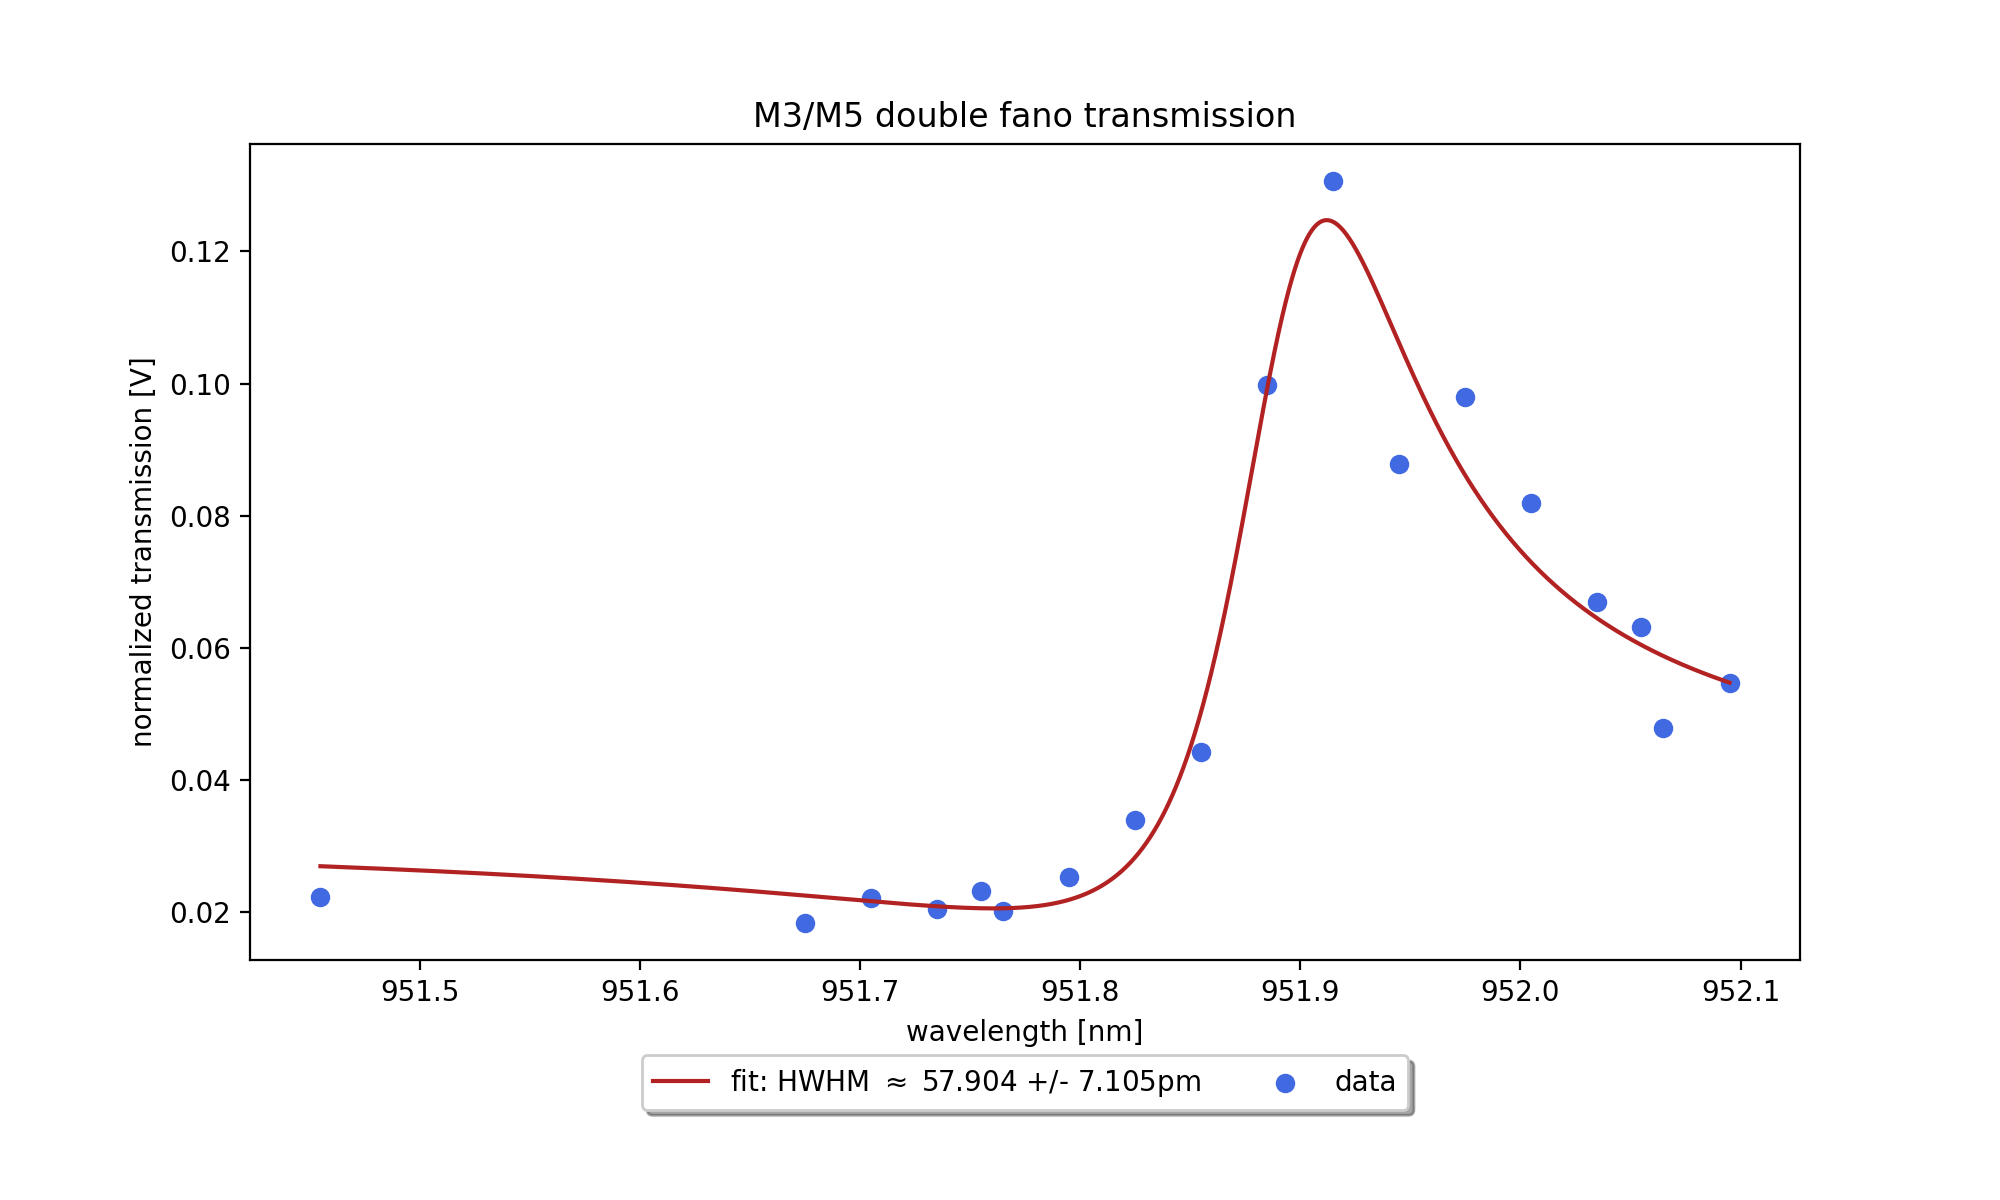 M3/M5 double fano transmission
normalized transmission [V]
0.12
0.10
0.08
0.06
0.04
0.02
951.5 951.6 951.7 951.8 951.9 952.0 952.1
wavelength [nm]
fit: HWHM ≈ 57.904 +/- 7.105pm data